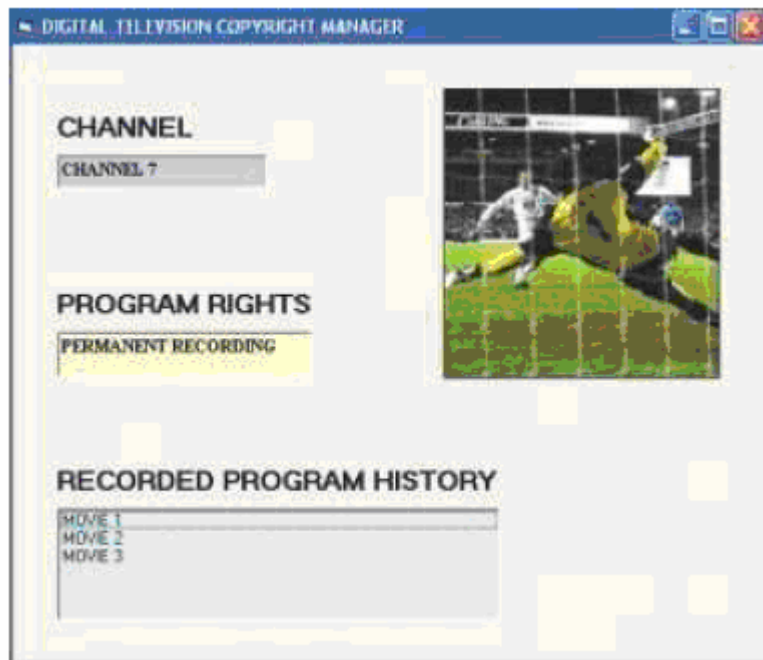 DIGITAL TELEVISION COPYRIGHT MANAGER
CHANNEL
CHANNEL 7
PROGRAM RIGHTS
PERMANENT RECORDING
RECORDED PROGRAM HISTORY
MOVIE 1
MOVIE 2
MOVIE 3